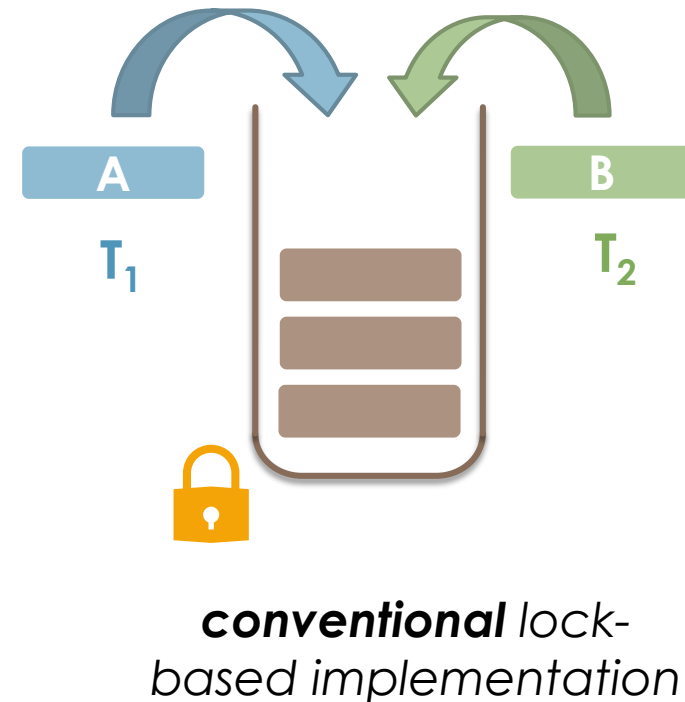 A
B
T₁
T₂
conventional lock-
based implementation